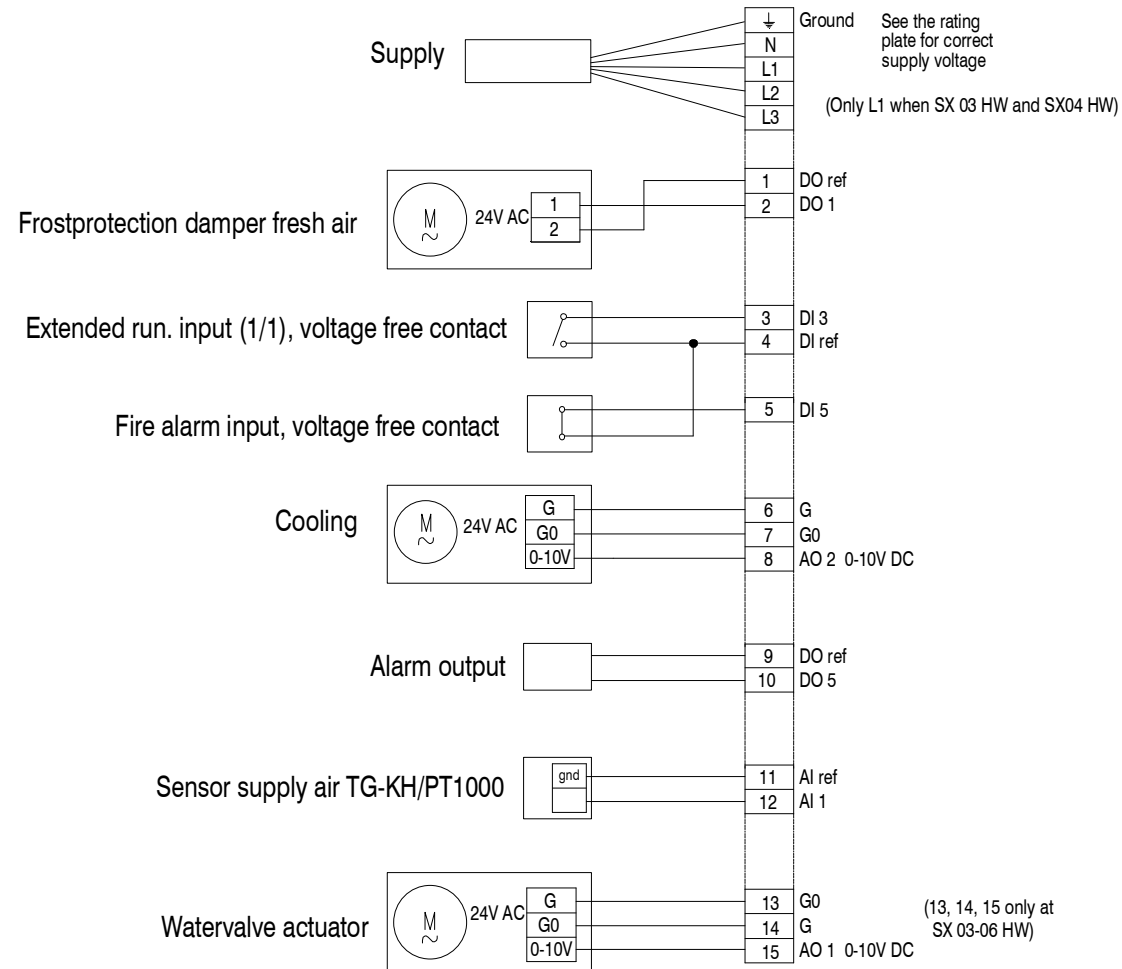 Supply
⏚ Ground
N
L1
L2
L3
See the rating
plate for correct
supply voltage
(Only L1 when SX 03 HW and SX04 HW)
Frostprotection damper fresh air
M
~
24V AC
1
2
1 DO ref
2 DO 1
Extended run. input (1/1), voltage free contact
3 DI 3
4 DI ref
Fire alarm input, voltage free contact
5 DI 5
Cooling
M
~
24V AC
G
G0
0-10V
6 G
7 G0
8 AO 2 0-10V DC
Alarm output
9 DO ref
10 DO 5
Sensor supply air TG-KH/PT1000
gnd
11 AI ref
12 AI 1
Watervalve actuator
M
~
24V AC
G
G0
0-10V
13 G0
14 G
15 AO 1 0-10V DC
(13, 14, 15 only at
SX 03-06 HW)